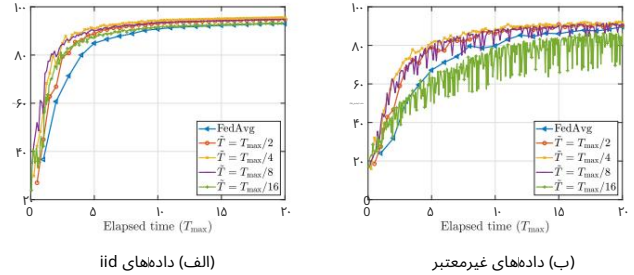 ۱۰۰
۸۰
۶۰
۴۰
۲۰
FedAvg
T̃ = Tmax/2
T̃ = Tmax/4
T̃ = Tmax/8
T̃ = Tmax/16
۰ ۵ ۱۰ ۱۵ ۲۰
Elapsed time (Tmax)
(الف) داده‌های iid
۱۰۰
۸۰
۶۰
۴۰
۲۰
FedAvg
T̃ = Tmax/2
T̃ = Tmax/4
T̃ = Tmax/8
T̃ = Tmax/16
۰ ۵ ۱۰ ۱۵ ۲۰
Elapsed time (Tmax)
(ب) داده‌های غیرمعتبر